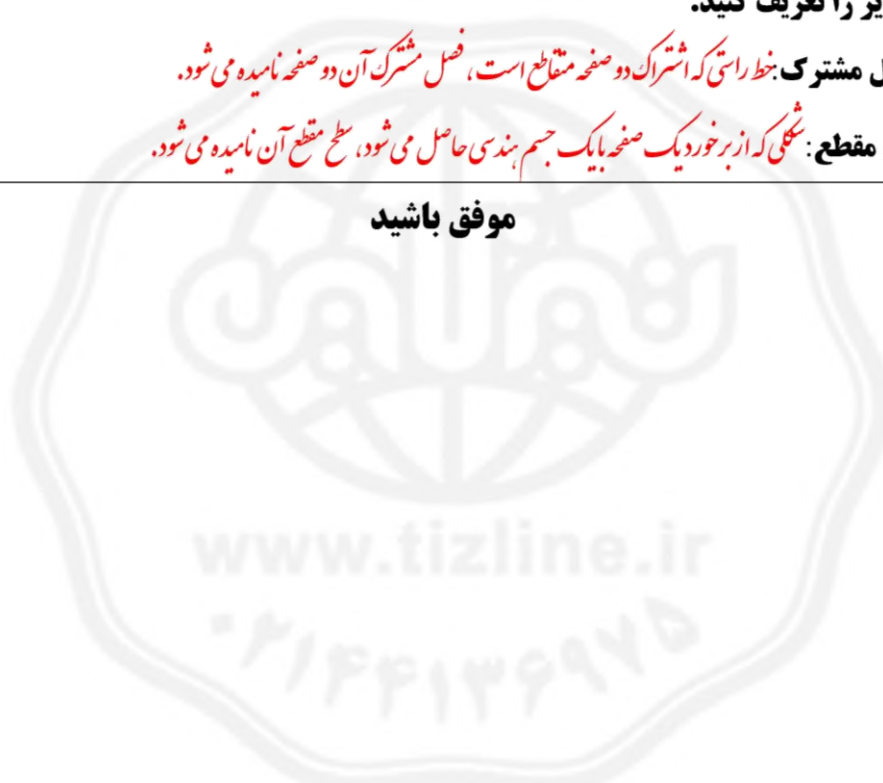 یر را تعریف کنید.
ل مشترک: خط راستی که اشتراک دو صفحه متقاطع است، فصل مشترک آن دو صفحه نامیده می شود.
مقطع: شکلی که از برخورد یک صفحه با یک جسم هندسی حاصل می شود، سطح مقطع آن نامیده می شود.
موفق باشید
تیزلاین
www.tizline.ir
۰۲۱۴۴۱۳۶۹۷۵